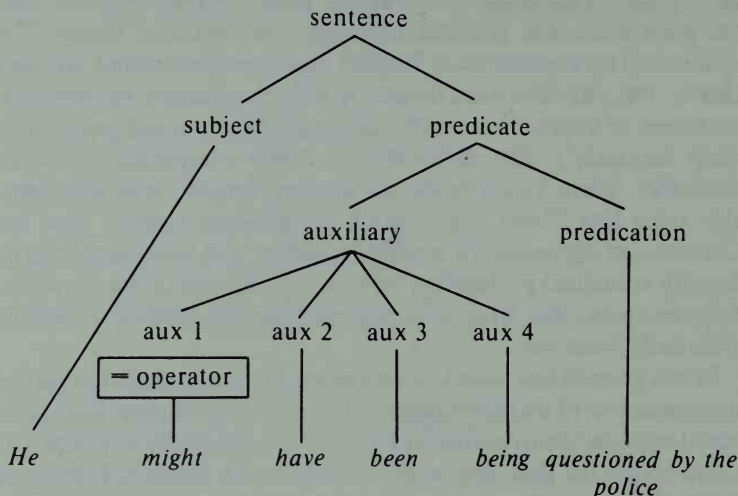 sentence
subject predicate
auxiliary predication
aux 1 aux 2 aux 3 aux 4
= operator
He might have been being questioned by the
police